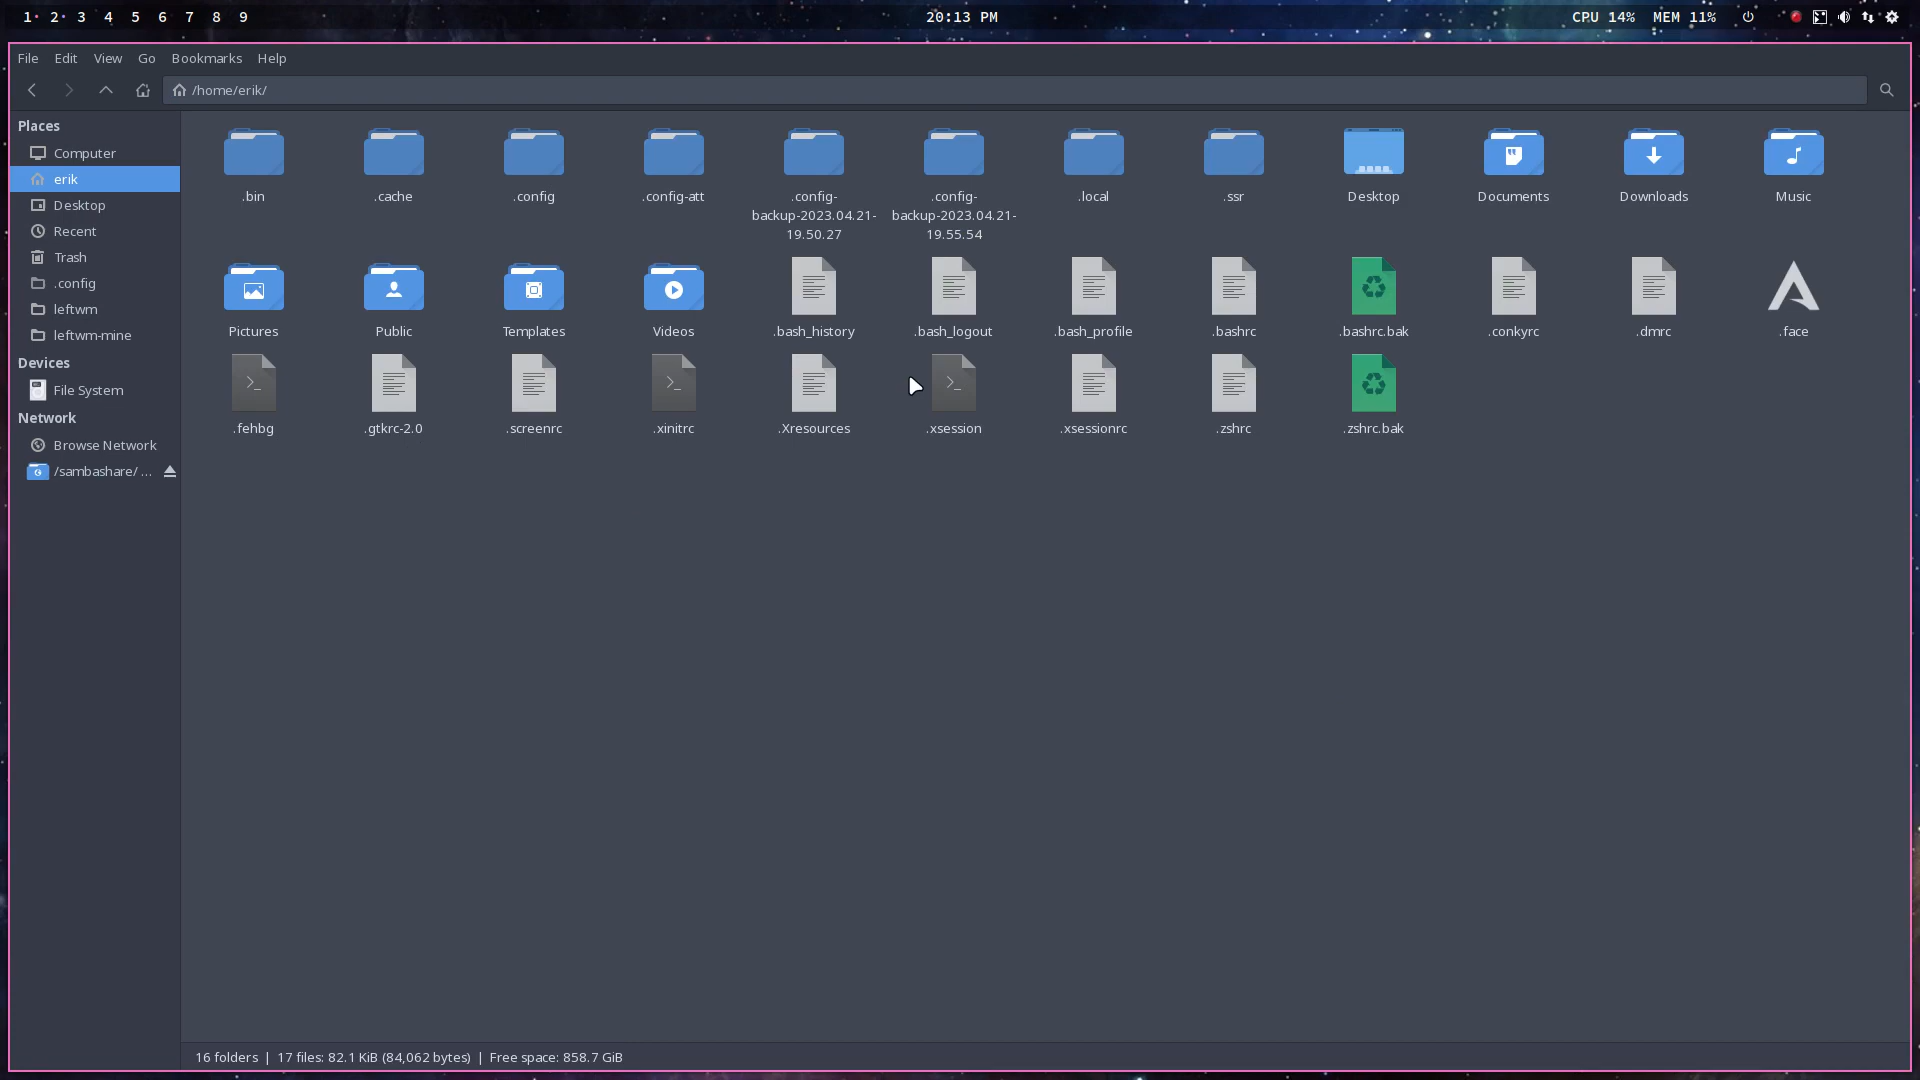 1 2 3 4 5 6 7 8 9
20:13 PM
CPU 14% MEM 11%
File Edit View Go Bookmarks Help
/home/erik/
Places
Computer
erik
Desktop
Recent
Trash
.config
leftwm
leftwm-mine
Devices
File System
Network
Browse Network
/sambashare/ ...
.bin
.cache
.config
.config-att
.config-
backup-2023.04.21-
19.50.27
.config-
backup-2023.04.21-
19.55.54
.local
.ssr
Desktop
Documents
Downloads
Music
Pictures
Public
Templates
Videos
.bash_history
.bash_logout
.bash_profile
.bashrc
.bashrc.bak
.conkyrc
.dmrc
.face
.fehbg
.gtkrc-2.0
.screenrc
.xinitrc
.Xresources
.xsession
.xsessionrc
.zshrc
.zshrc.bak
16 folders | 17 files: 82.1 KiB (84,062 bytes) | Free space: 858.7 GiB